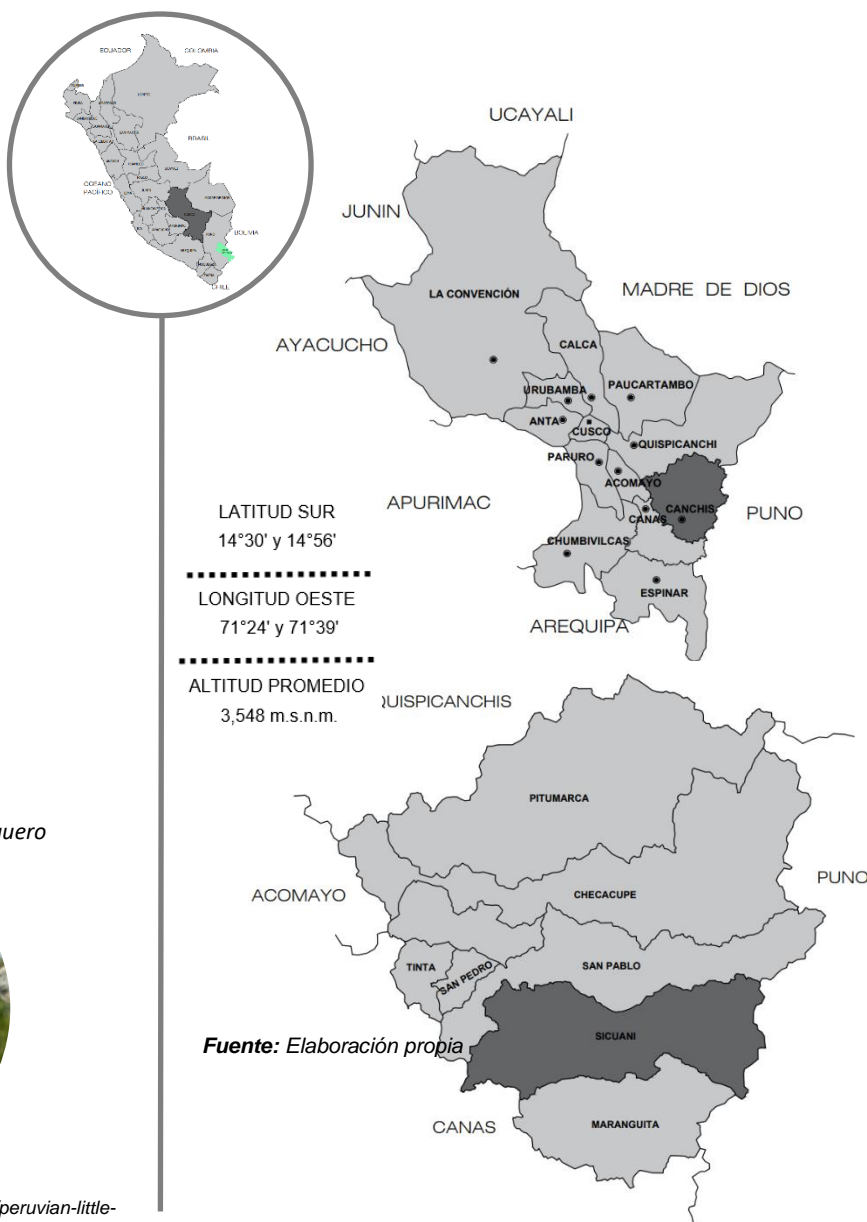 ECUADOR
COLOMBIA
BRASIL
OCEANO
PACÍFICO
BOLIVIA
CHILE
UCAYALI
JUNIN
LA CONVENCIÓN
MADRE DE DIOS
AYACUCHO
CALCA
URUBAMBA
PAUCARTAMBO
ANTA
CUSCO
QUISPICANCHI
PARURO
ACOMAYO
APURIMAC
CANAS
CANCHIS
PUNO
CHUMBIVILCAS
ESPINAR
AREQUIPA
LATITUD SUR
14°30' y 14°56'
LONGITUD OESTE
71°24' y 71°39'
ALTITUD PROMEDIO
3,548 m.s.n.m.
UISPICANCHIS
PITUMARCA
uero
ACOMAYO
CHECACUPE
PUNO
TINTA
SAN PEDRO
SAN PABLO
SICUANI
Fuente: Elaboración propia
CANAS
MARANGUITA
peruvian-little-